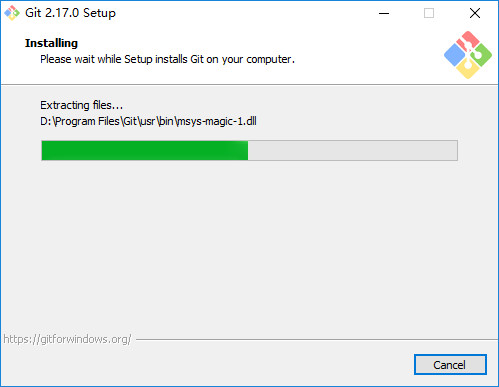 Git 2.17.0 Setup
Installing
Please wait while Setup installs Git on your computer.
Extracting files...
D:\Program Files\Git\usr\bin\msys-magic-1.dll
https://gitforwindows.org/
Cancel